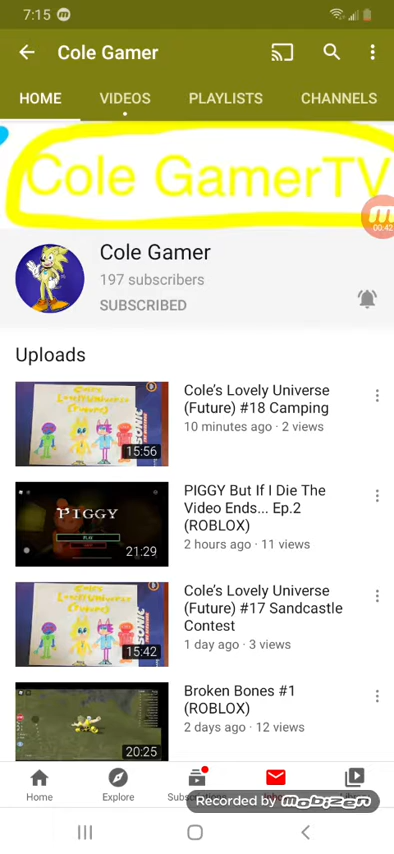 7:15
Cole Gamer
HOME VIDEOS PLAYLISTS CHANNELS
Cole GamerTV
00:42
Cole Gamer
197 subscribers
SUBSCRIBED
Uploads
Cole's Lovely Universe
(Future) #18 Camping
10 minutes ago · 2 views
15:56
PIGGY But If I Die The
Video Ends... Ep.2
(ROBLOX)
2 hours ago · 11 views
PIGGY
PLAY
21:29
Cole's Lovely Universe
(Future) #17 Sandcastle
Contest
1 day ago · 3 views
SONIC
15:42
Broken Bones #1
(ROBLOX)
2 days ago · 12 views
20:25
Home Explore
Recorded by mobizen